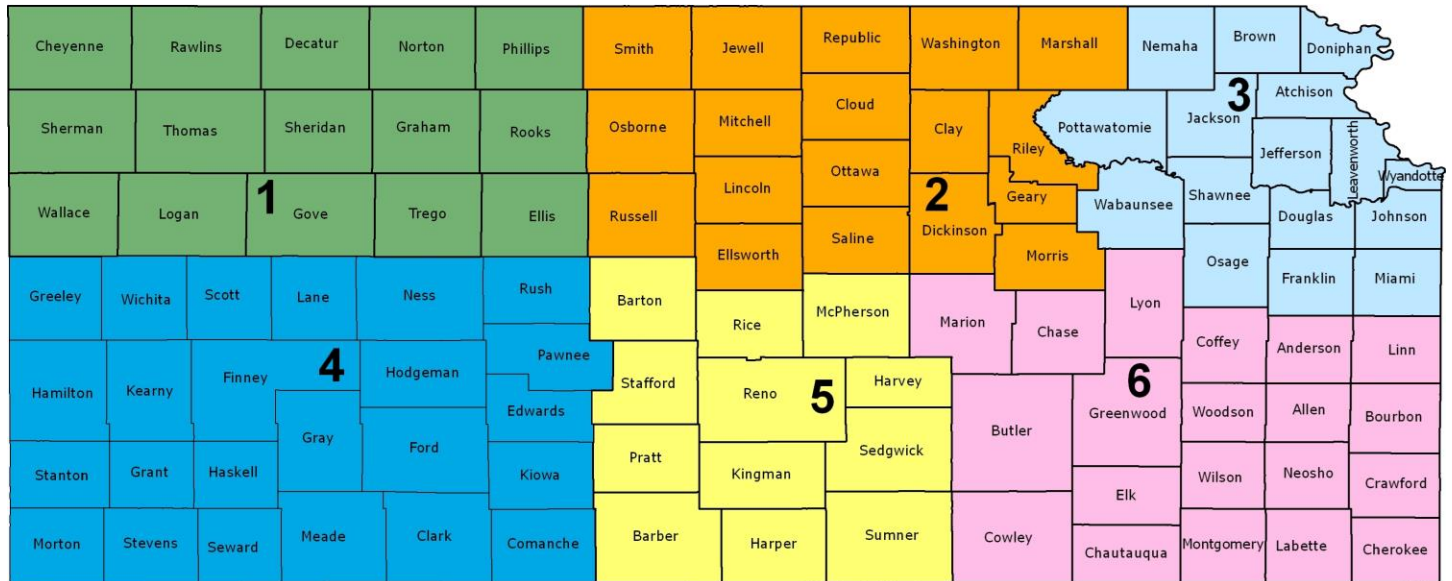 Cheyenne Rawlins Decatur Norton Phillips Smith Jewell Republic Washington Marshall Nemaha Brown Doniphan
Sherman Thomas Sheridan Graham Rooks Osborne Mitchell Cloud Clay Riley Pottawatomie Jackson 3 Atchison
Jefferson Leavenworth Wyandotte
Wallace Logan 1 Gove Trego Ellis Russell Lincoln Ottawa 2 Dickinson Geary Wabaunsee Shawnee Douglas Johnson
Ellsworth Saline Morris Osage Franklin Miami
Greeley Wichita Scott Lane Ness Rush Barton Rice McPherson Marion Chase Lyon Coffey Anderson Linn
Hamilton Kearny Finney 4 Hodgeman Pawnee Stafford Reno 5 Harvey Butler 6 Greenwood Woodson Allen Bourbon
Edwards
Stanton Grant Haskell Gray Ford Kiowa Pratt Kingman Sedgwick Elk Wilson Neosho Crawford
Morton Stevens Seward Meade Clark Comanche Barber Harper Sumner Cowley Chautauqua Montgomery Labette Cherokee